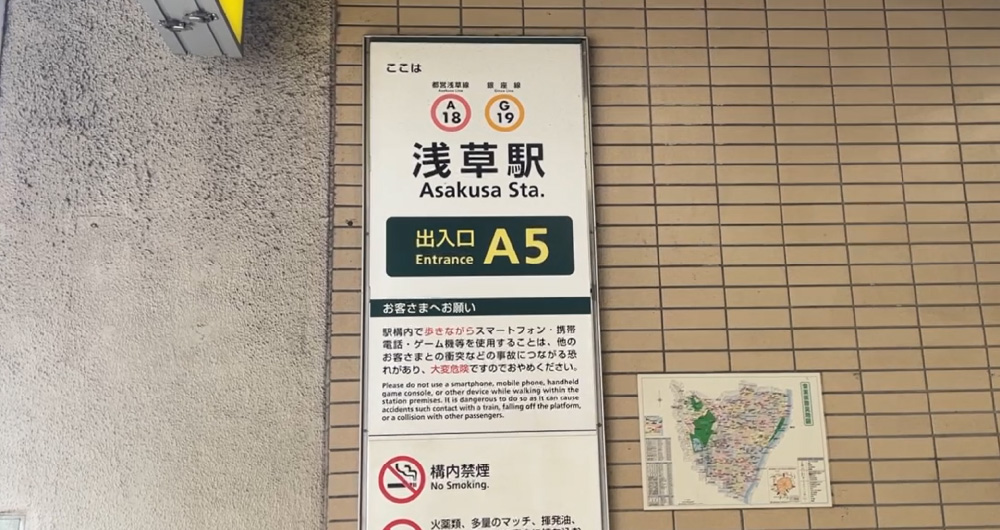 ここは
都営浅草線 銀座線
Asakusa Line Ginza Line
A G
18 19
浅草駅
Asakusa Sta.
出入口 A5
Entrance
お客さまへお願い
駅構内で歩きながらスマートフォン・携帯
電話・ゲーム機等を使用することは、他の
お客さまとの衝突などの事故につながる恐
れがあり、大変危険ですのでおやめください。
Please do not use a smartphone, mobile phone, handheld
game console, or other device while walking within the
station premises. It is dangerous to do so as it can cause
accidents such contact with a train, falling off the platform,
or a collision with other passengers.
構内禁煙
No Smoking.
火薬類、多量のマッチ、揮発油、